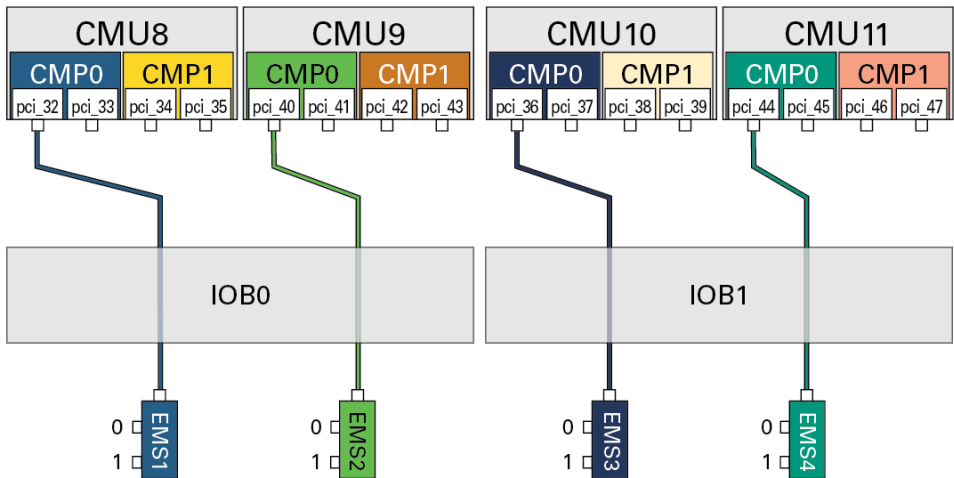 CMU8 CMU9 CMU10 CMU11
CMP0 CMP1 CMP0 CMP1 CMP0 CMP1 CMP0 CMP1
pci_32 pci_33 pci_34 pci_35 pci_40 pci_41 pci_42 pci_43 pci_36 pci_37 pci_38 pci_39 pci_44 pci_45 pci_46 pci_47
IOB0 IOB1
0 EMS1 0 EMS2 0 EMS3 0 EMS4
1 1 1 1